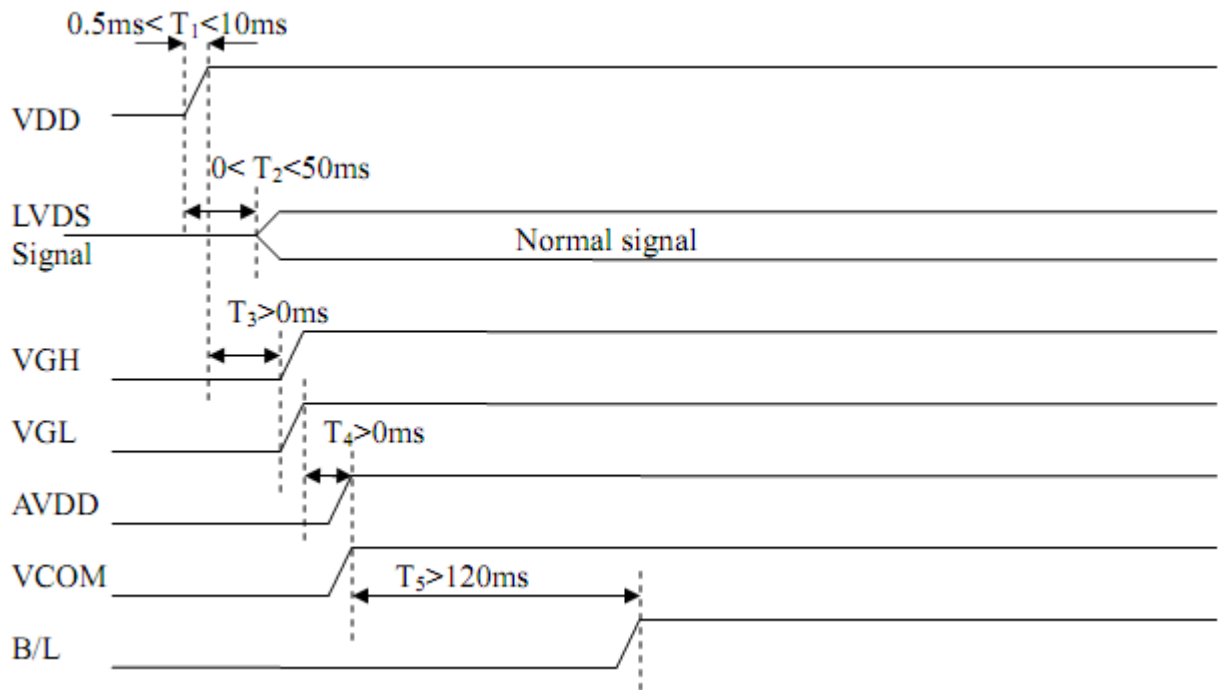 0.5ms< T₁<10ms
VDD
0< T₂<50ms
LVDS
Signal
Normal signal
T₃>0ms
VGH
VGL
T₄>0ms
AVDD
VCOM
T₅>120ms
B/L